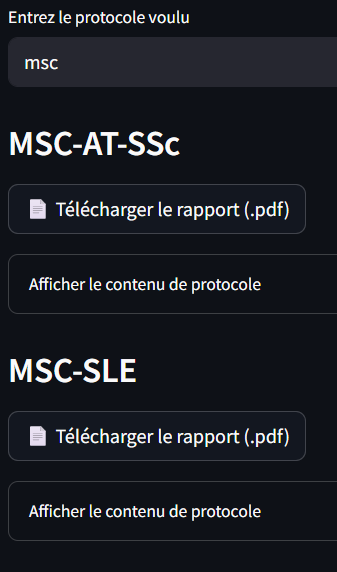 Entrez le protocole voulu
msc
MSC-AT-SSc
Télécharger le rapport (.pdf)
Afficher le contenu de protocole
MSC-SLE
Télécharger le rapport (.pdf)
Afficher le contenu de protocole